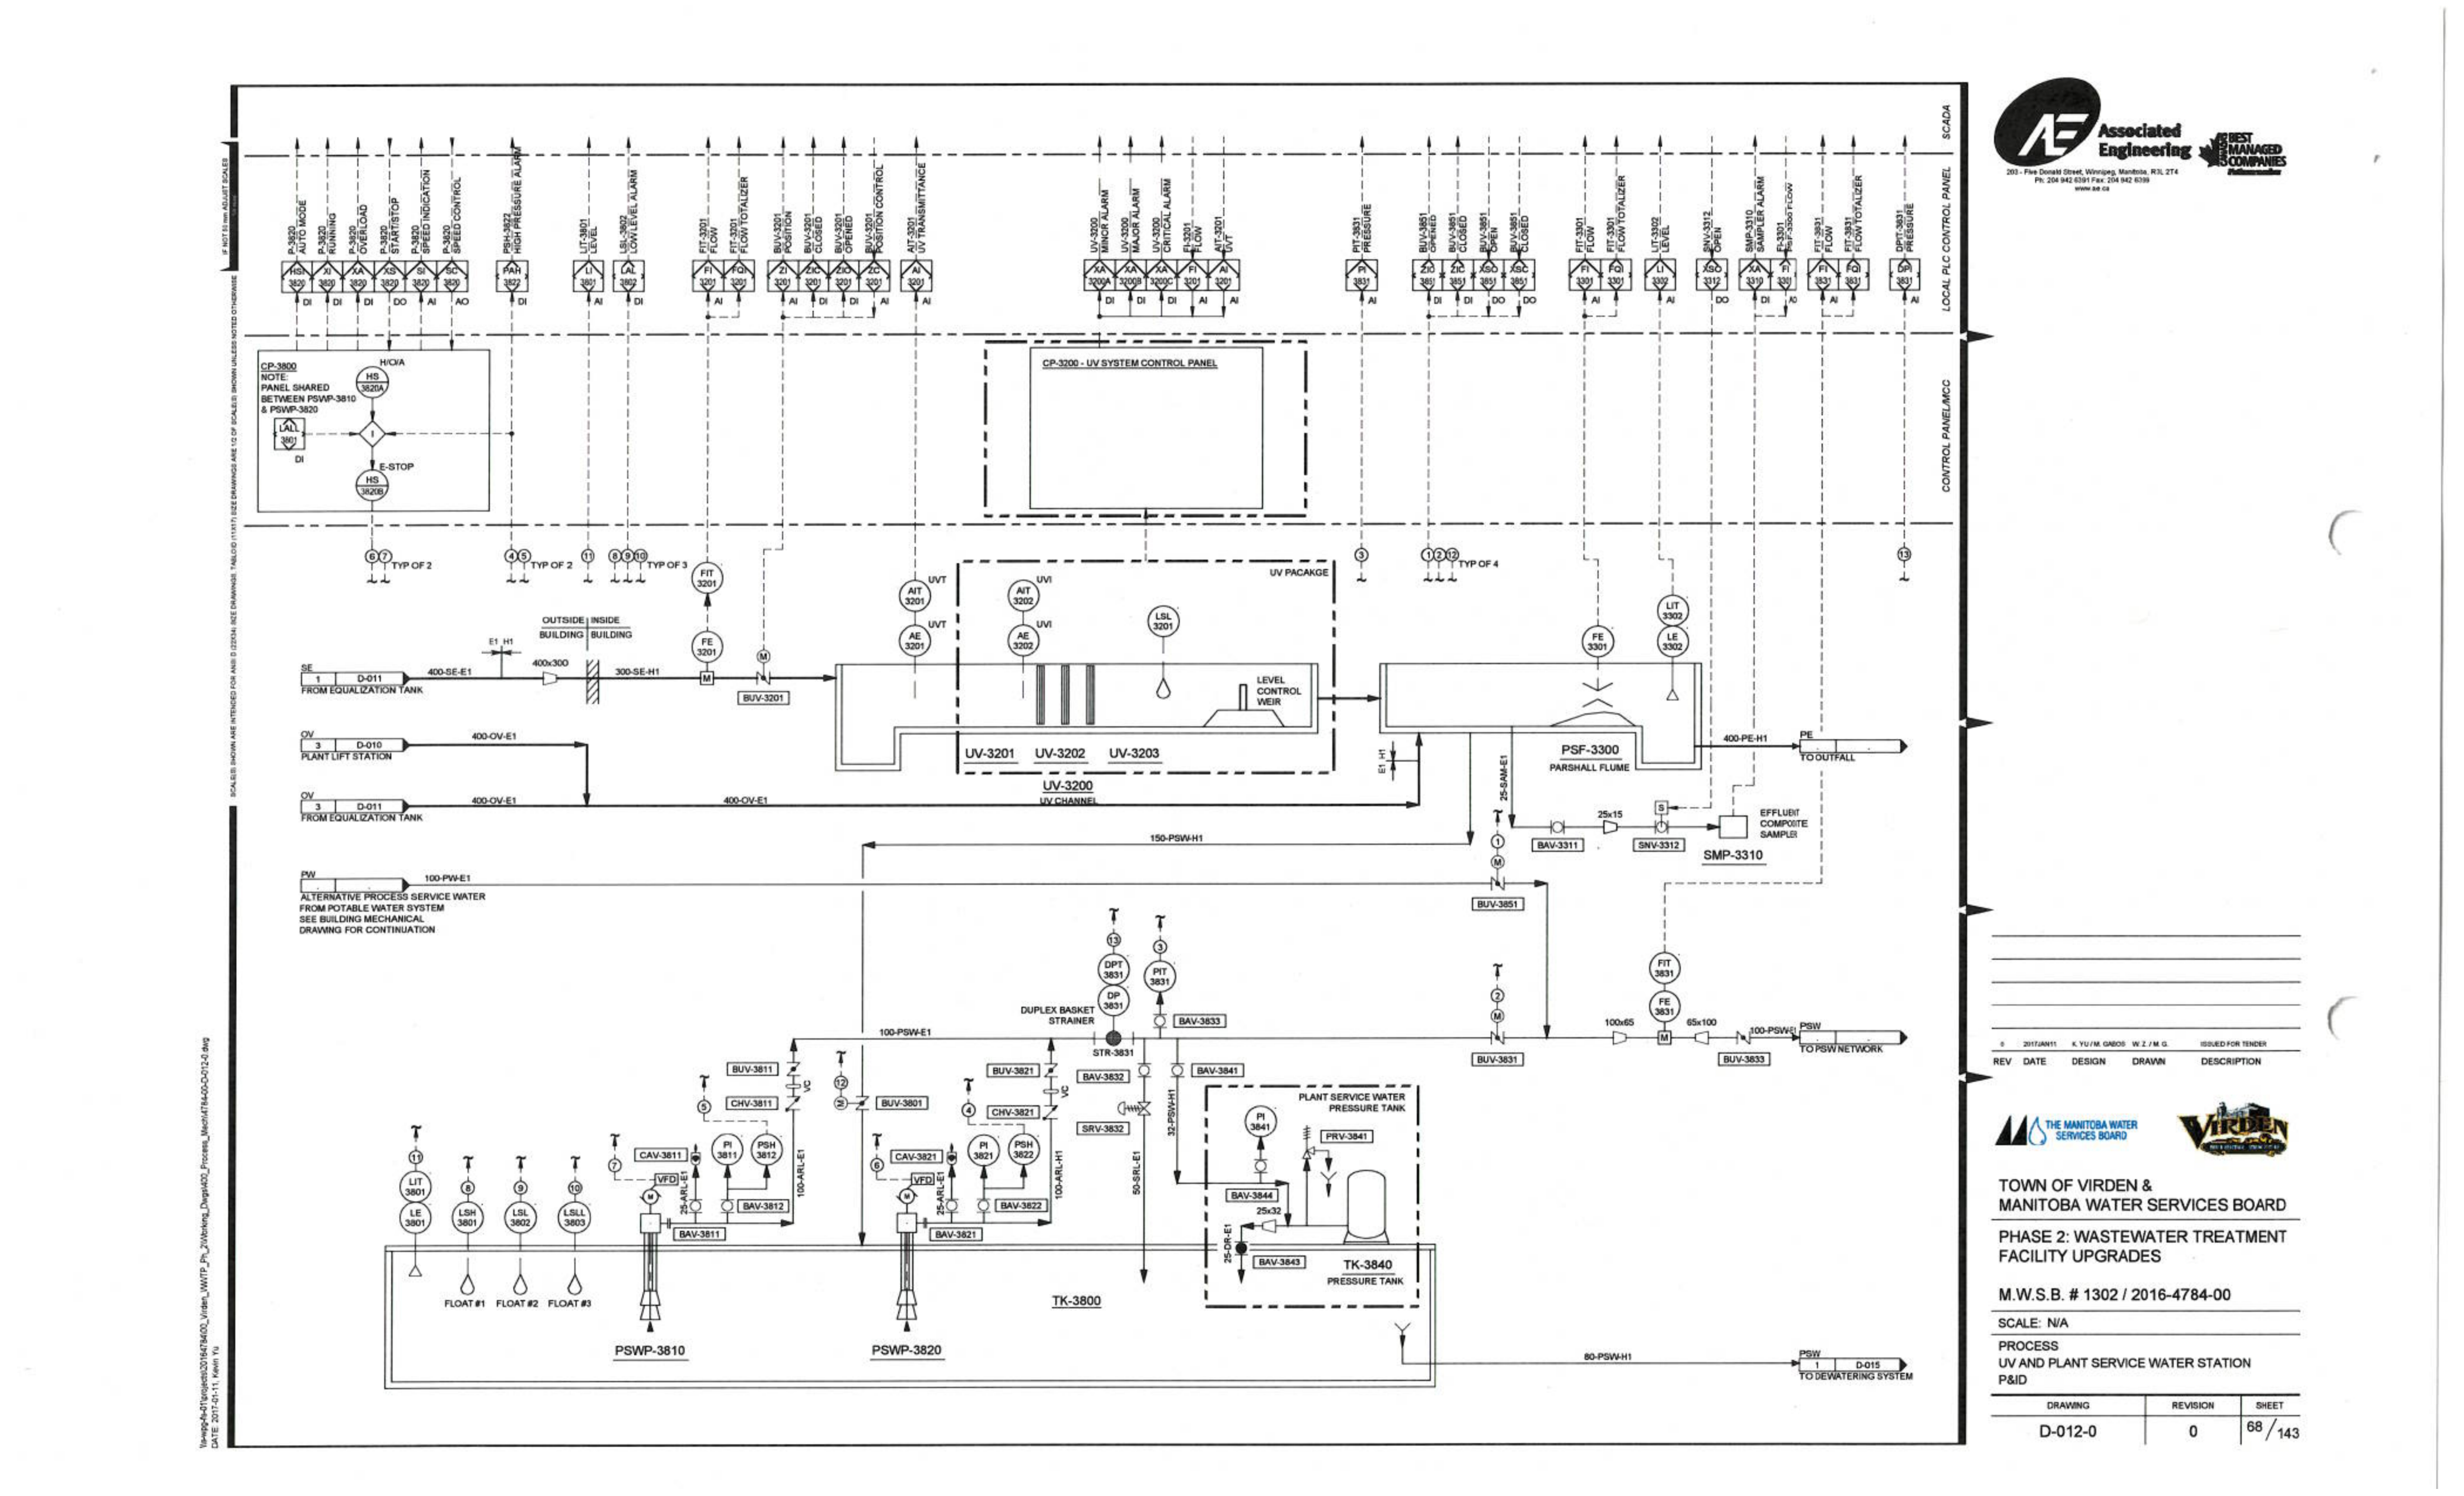 SCADA
LOCAL PLC CONTROL PANEL
CONTROL PANEL/MCC
P-3820
AUTO MODE
P-3820
RUNNING
P-3820
OVERLOAD
P-3820
START/STOP
P-3820
SPEED INDICATION
P-3820
SPEED CONTROL
PSH-3822
HIGH PRESSURE ALARM
LIT-3801
LEVEL
LSL-3802
LOW LEVEL ALARM
FIT-3201
FLOW
FIT-3201
FLOW TOTALIZER
BUV-3201
POSITION
BUV-3201
CLOSED
BUV-3201
OPENED
BUV-3201
POSITION CONTROL
AIT-3201
UV TRANSMITTANCE
UV-3200
MINOR ALARM
UV-3200
MAJOR ALARM
UV-3200
CRITICAL ALARM
FI-3201
FLOW
AIT-3201
UVT
PIT-3831
PRESSURE
BUV-3851
OPENED
BUV-3851
CLOSED
BUV-3851
OPEN
BUV-3851
CLOSED
FIT-3301
FLOW
FIT-3301
FLOW TOTALIZER
LIT-3302
LEVEL
SNV-3312
OPEN
SMP-3310
SAMPLER ALARM
FI-3301
PSF-3300 FLOW
FIT-3831
FLOW
FIT-3831
FLOW TOTALIZER
DPIT-3831
PRESSURE
HSI XI XA XS SI SC PAH LI LAL FI FQI ZI ZIC ZIO ZC AI XA XA XA FI AI PI ZIO ZIC XSO XSC FI FQI LI XSO XA FI FI FQI DPI
3820 3820 3820 3820 3820 3820 3822 3801 3802 3201 3201 3201 3201 3201 3201 3201 3200A 3200B 3200C 3201 3201 3831 3851 3851 3851 3851 3301 3301 3302 3312 3310 3301 3831 3831 3831
DI DI DI DO AI AO DI AI DI AI AI DI DI AI AI DI DI DI AI AI AI DI DI DO DO AI AI DO DI AI AI
CP-3800
NOTE:
PANEL SHARED
BETWEEN PSWP-3810
& PSWP-3820
H/O/A
HS
3820A
LALL
3801
DI
I
E-STOP
HS
3820B
CP-3200 - UV SYSTEM CONTROL PANEL
6 7 TYP OF 2
4 5 TYP OF 2
11
8 9 10 TYP OF 3
3
1 2 12 TYP OF 4
13
FIT
3201
FE
3201
M
M
BUV-3201
AIT
3201
UVT
AE
3201
UVT
AIT
3202
UVI
AE
3202
UVI
LSL
3201
UV PACAKGE
LEVEL
CONTROL
WEIR
UV-3201 UV-3202 UV-3203
UV-3200
UV CHANNEL
FE
3301
LIT
3302
LE
3302
PSF-3300
PARSHALL FLUME
OUTSIDE INSIDE
BUILDING BUILDING
E1 H1
400x300
SE
1 D-011
FROM EQUALIZATION TANK
400-SE-E1
300-SE-H1
OV
3 D-010
PLANT LIFT STATION
400-OV-E1
OV
3 D-011
FROM EQUALIZATION TANK
400-OV-E1
400-OV-E1
E1 H1
25-SAM-E1
400-PE-H1
PE
TO OUTFALL
25x15
S
BAV-3311
SNV-3312
EFFLUENT
COMPOSITE
SAMPLER
SMP-3310
150-PSW-H1
PW
100-PW-E1
ALTERNATIVE PROCESS SERVICE WATER
FROM POTABLE WATER SYSTEM
SEE BUILDING MECHANICAL
DRAWING FOR CONTINUATION
1
M
BUV-3851
13
DPT
3831
DP
3831
DUPLEX BASKET
STRAINER
STR-3831
3
PIT
3831
BAV-3833
100-PSW-E1
2
M
BUV-3831
FIT
3831
FE
3831
M
100x65
65x100
100-PSW-E1
BUV-3833
PSW
TO PSW NETWORK
BUV-3811
VC
CHV-3811
5
CAV-3811
PI
3811
PSH
3812
7
VFD
M
25-ARL-E1
BAV-3812
BAV-3811
100-ARL-E1
12
M
BUV-3801
BUV-3821
VC
CHV-3821
4
CAV-3821
PI
3821
PSH
3822
6
VFD
M
25-ARL-E1
BAV-3822
BAV-3821
100-ARL-H1
BAV-3832
BAV-3841
SRV-3832
50-SRL-E1
32-PSW-H1
PLANT SERVICE WATER
PRESSURE TANK
PI
3841
PRV-3841
BAV-3844
25x32
25-DR-E1
BAV-3843
TK-3840
PRESSURE TANK
11
LIT
3801
LE
3801
8
LSH
3801
9
LSL
3802
10
LSLL
3803
FLOAT #1 FLOAT #2 FLOAT #3
PSWP-3810
PSWP-3820
TK-3800
80-PSW-H1
PSW
1 D-015
TO DEWATERING SYSTEM
AE
Associated
Engineering
CANADA'S
BEST
MANAGED
COMPANIES
203 - Five Donald Street, Winnipeg, Manitoba, R3L 2T4
Ph: 204 942 6391 Fax: 204 942 6399
www.ae.ca
0 2017JAN11 K. YU / M. GABOS W. Z. / M. G. ISSUED FOR TENDER
REV DATE DESIGN DRAWN DESCRIPTION
THE MANITOBA WATER
SERVICES BOARD
VIRDEN
TOWN OF VIRDEN &
MANITOBA WATER SERVICES BOARD
PHASE 2: WASTEWATER TREATMENT
FACILITY UPGRADES
M.W.S.B. # 1302 / 2016-4784-00
SCALE: N/A
PROCESS
UV AND PLANT SERVICE WATER STATION
P&ID
DRAWING REVISION SHEET
D-012-0 0 68/143
IF NOT 50 mm ADJUST SCALES
SCALE(S) SHOWN ARE INTENDED FOR ANSI D (22X34) SIZE DRAWINGS. TABLOID (11X17) SIZE DRAWINGS ARE 1/2 OF SCALE(S) SHOWN UNLESS NOTED OTHERWISE
DATE: 2017-01-11, Kevin Yu